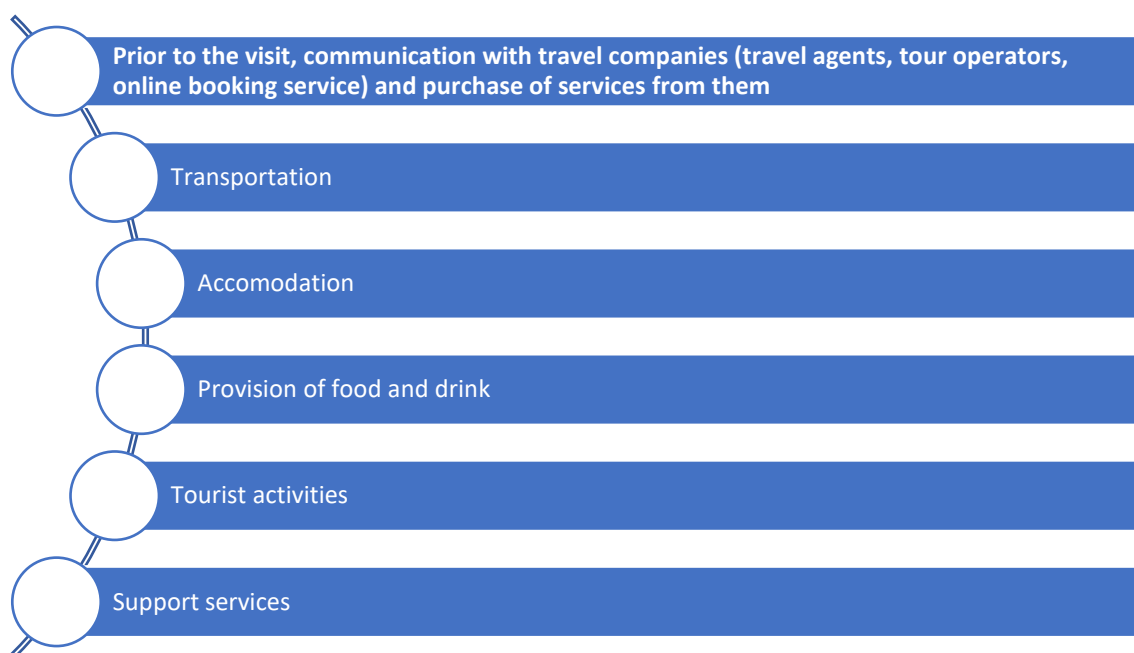 Prior to the visit, communication with travel companies (travel agents, tour operators,
online booking service) and purchase of services from them
Transportation
Accomodation
Provision of food and drink
Tourist activities
Support services